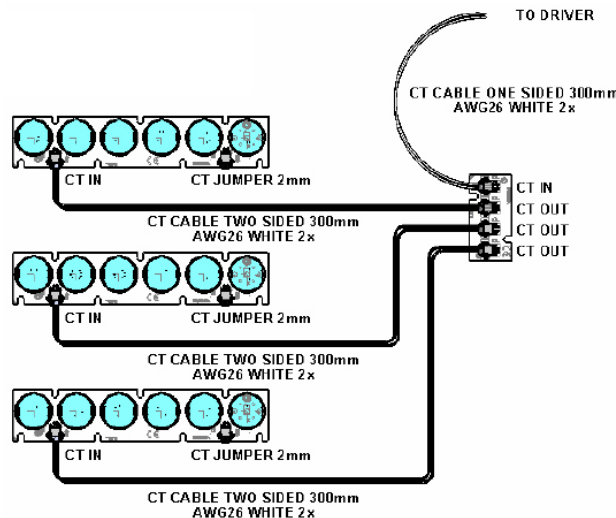 TO DRIVER
CT CABLE ONE SIDED 300mm
AWG26 WHITE 2x
CT IN
CT JUMPER 2mm
CT IN
CT OUT
CT CABLE TWO SIDED 300mm
AWG26 WHITE 2x
CT OUT
CT OUT
CT IN
CT JUMPER 2mm
CT CABLE TWO SIDED 300mm
AWG26 WHITE 2x
CT IN
CT JUMPER 2mm
CT CABLE TWO SIDED 300mm
AWG26 WHITE 2x